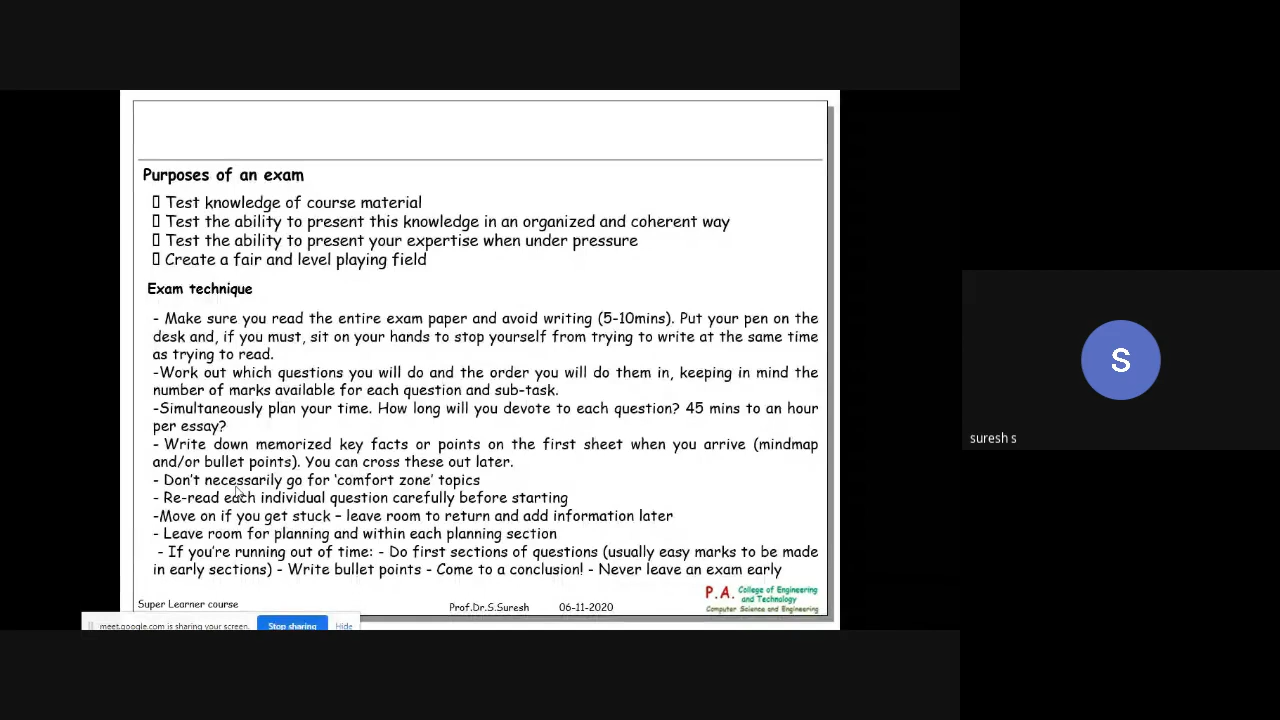 Purposes of an exam
Test knowledge of course material
Test the ability to present this knowledge in an organized and coherent way
Test the ability to present your expertise when under pressure
Create a fair and level playing field
Exam technique
- Make sure you read the entire exam paper and avoid writing (5-10mins). Put your pen on the
desk and, if you must, sit on your hands to stop yourself from trying to write at the same time
as trying to read.
-Work out which questions you will do and the order you will do them in, keeping in mind the
number of marks available for each question and sub-task.
-Simultaneously plan your time. How long will you devote to each question? 45 mins to an hour
per essay?
- Write down memorized key facts or points on the first sheet when you arrive (mindmap
and/or bullet points). You can cross these out later.
- Don't necessarily go for ‘comfort zone’ topics
- Re-read each individual question carefully before starting
-Move on if you get stuck – leave room to return and add information later
- Leave room for planning and within each planning section
- If you're running out of time: - Do first sections of questions (usually easy marks to be made
in early sections) - Write bullet points - Come to a conclusion! - Never leave an exam early
Super Learner course
Prof.Dr.S.Suresh 06-11-2020
P.A. College of Engineering
and Technology
Computer Science and Engineering
meet.google.com is sharing your screen. Stop sharing Hide
S
suresh s